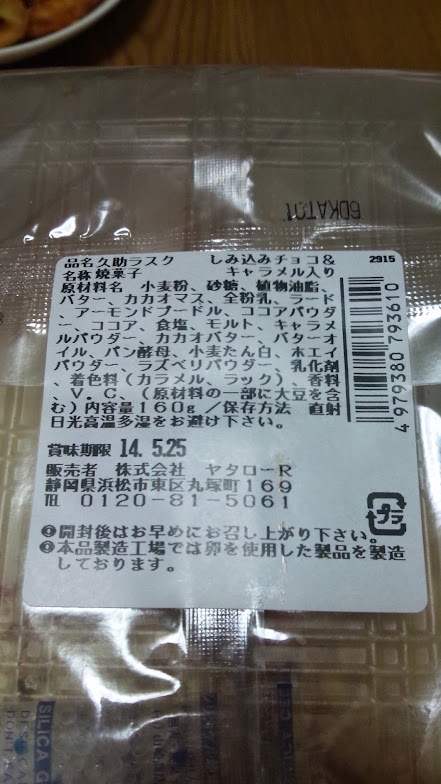 60KAT01
品名久助ラスク しみ込みチョコ& 2915
名称焼菓子 キャラメル入り
原材料名 小麦粉、砂糖、植物油脂、
バター、カカオマス、全粉乳、ラード
、アーモンドプードル、ココアパウダ
ー、ココア、食塩、モルト、キャラメ
ルパウダー、カカオバター、バターオ
イル、パン酵母、小麦たん白、ホエイ
パウダー、ラズベリパウダー、乳化剤
、着色料(カラメル、ラック)、香料
、V.C、(原材料の一部に大豆を含
む)内容量160g/保存方法 直射
日光高温多湿をお避け下さい。
4979380793610
賞味期限 14.5.25
販売者 株式会社 ヤタローR
静岡県浜松市東区丸塚町169
TEL 0120-81-5061
プラ
●開封後はお早めにお召し上がり下さい。
●本品製造工場では卵を使用した製品を製造
しております。
SILICA G